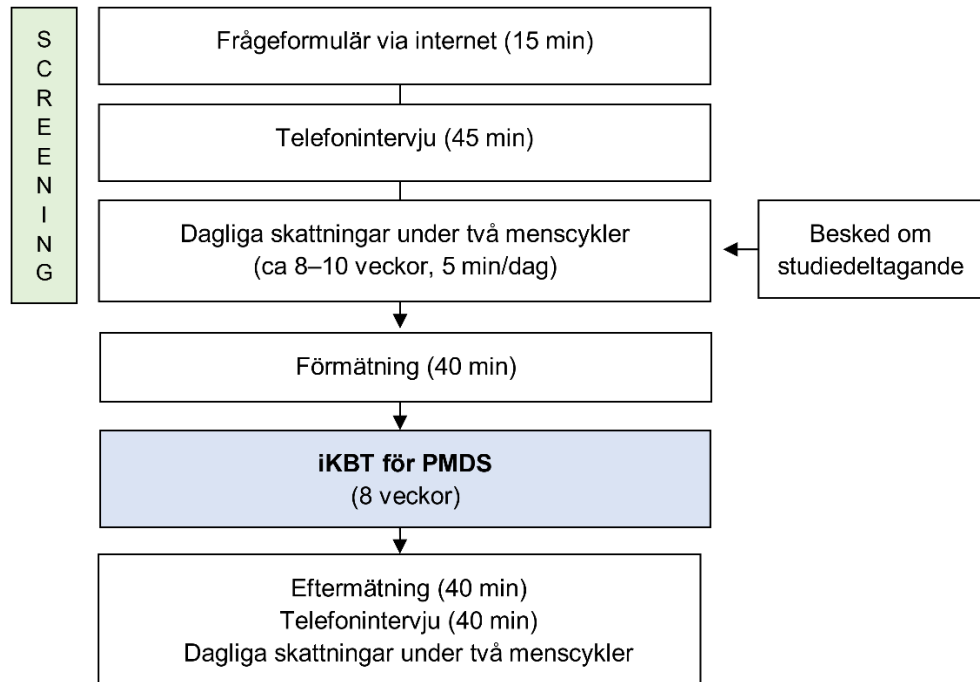 SCREENING
Frågeformulär via internet (15 min)
Telefonintervju (45 min)
Dagliga skattningar under två menscykler
(ca 8–10 veckor, 5 min/dag)
Besked om
studiedeltagande
Förmätning (40 min)
iKBT för PMDS
(8 veckor)
Eftermätning (40 min)
Telefonintervju (40 min)
Dagliga skattningar under två menscykler